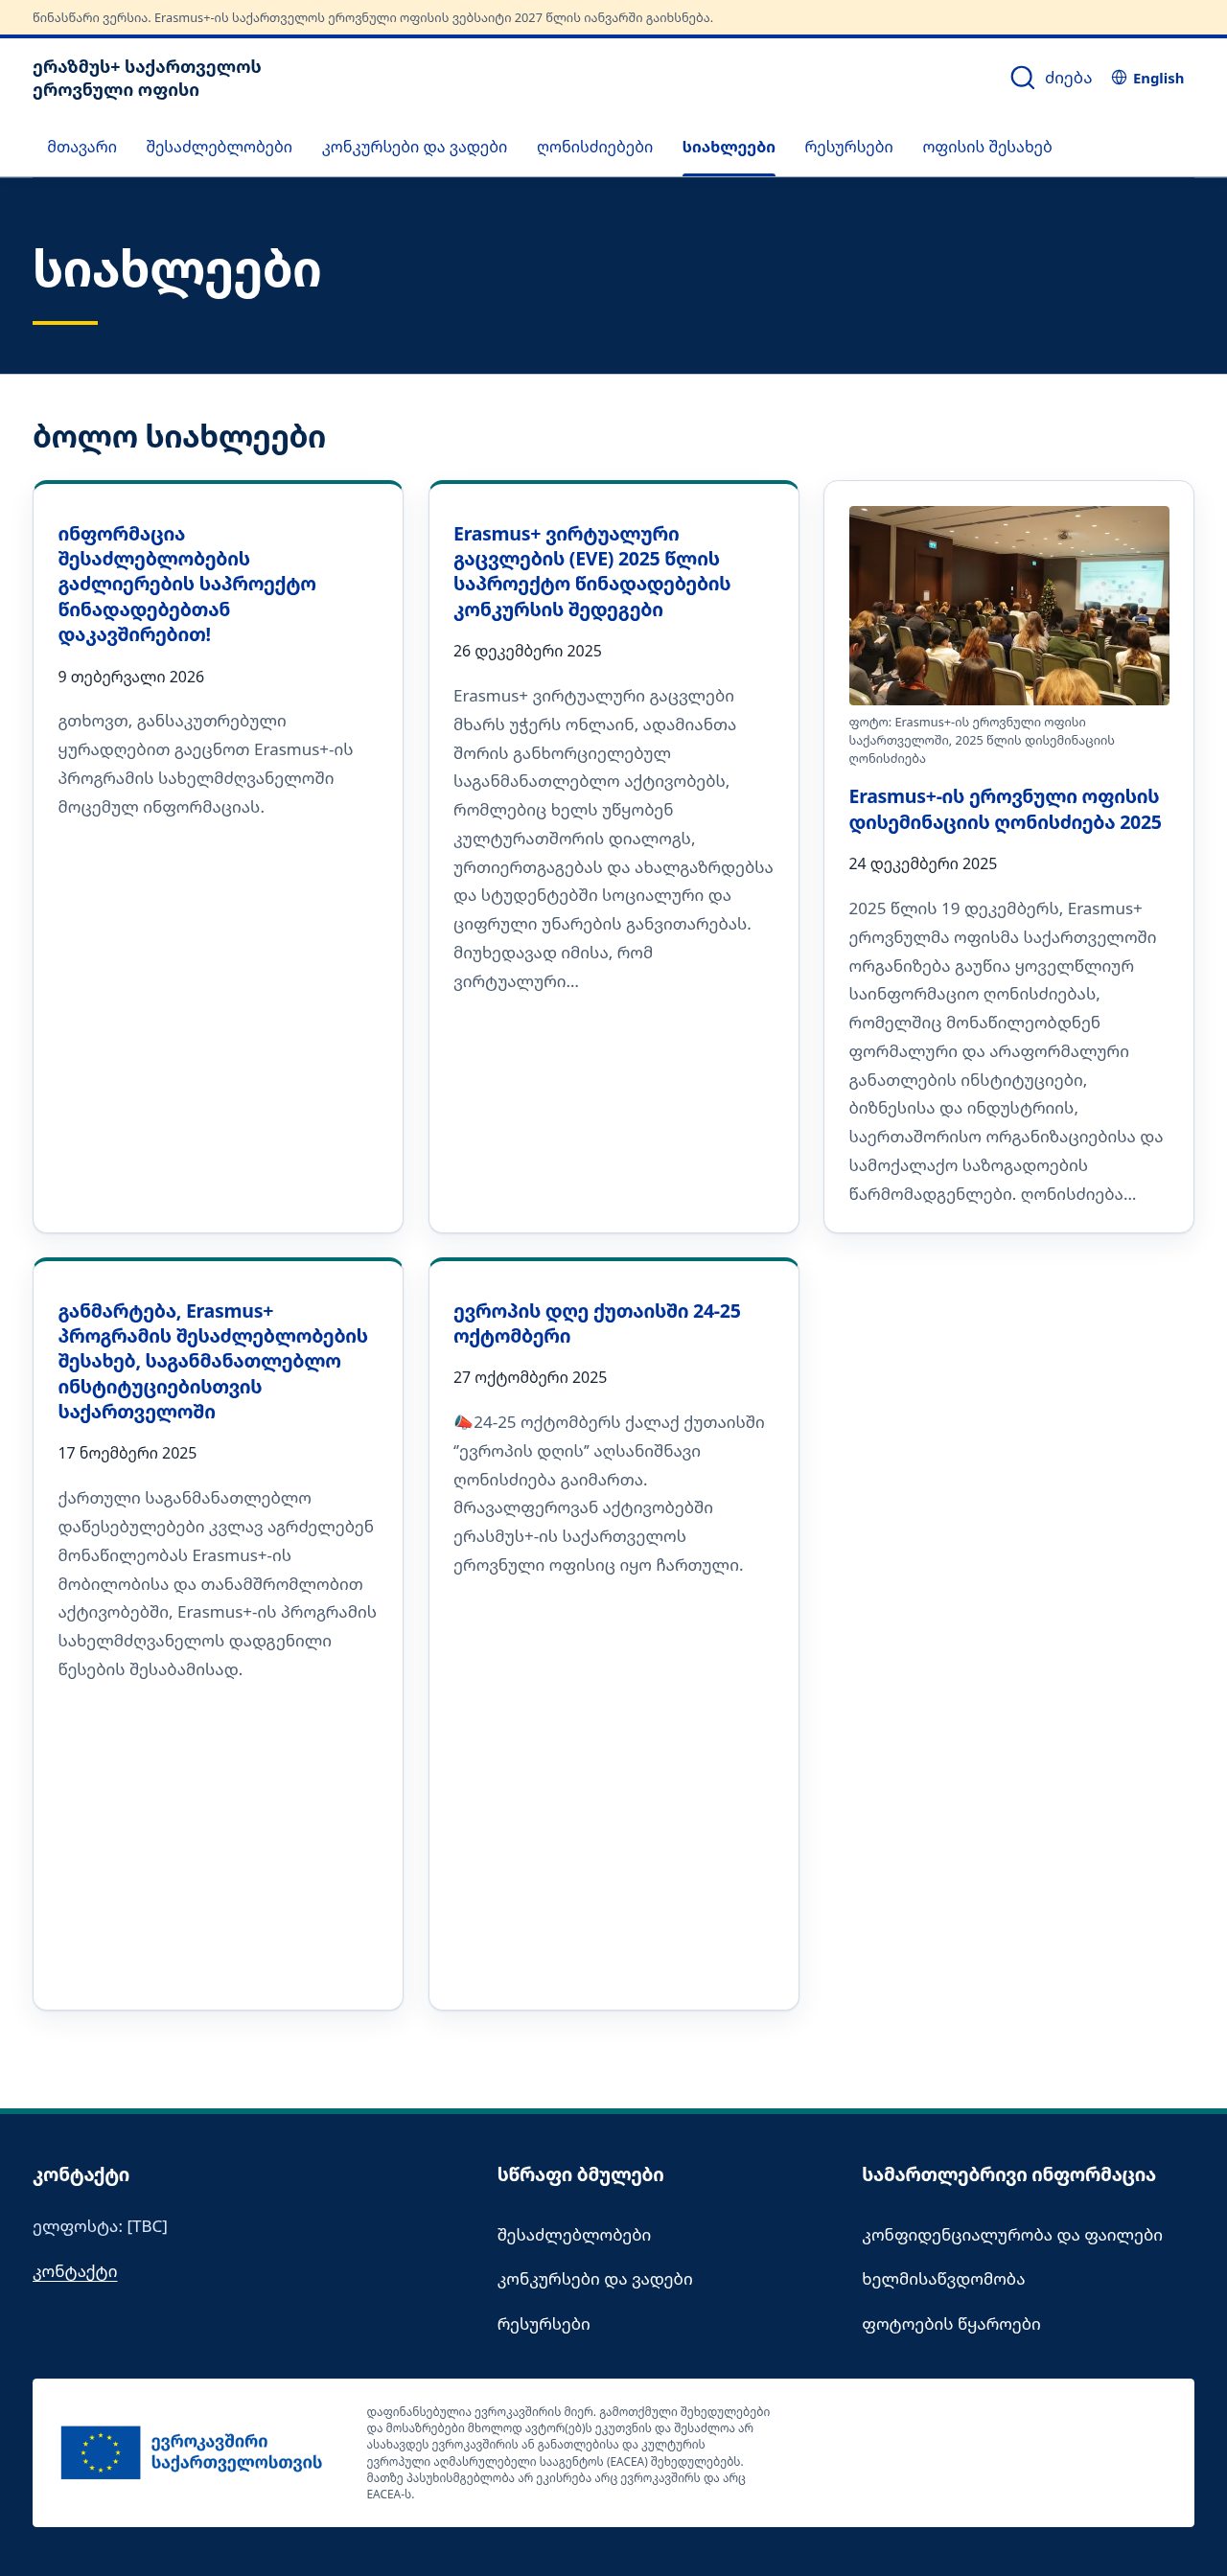 წინასწარი ვერსია. Erasmus+-ის საქართველოს ეროვნული ოფისის ვებსაიტი 2027 წლის იანვარში გაიხსნება.
ერაზმუს+ საქართველოს
ეროვნული ოფისი
ძიება
English
მთავარი
შესაძლებლობები
კონკურსები და ვადები
ღონისძიებები
სიახლეები
რესურსები
ოფისის შესახებ
სიახლეები
ბოლო სიახლეები
ინფორმაცია
შესაძლებლობების
გაძლიერების საპროექტო
წინადადებებთან
დაკავშირებით!
9 თებერვალი 2026
გთხოვთ, განსაკუთრებული
ყურადღებით გაეცნოთ Erasmus+-ის
პროგრამის სახელმძღვანელოში
მოცემულ ინფორმაციას.
Erasmus+ ვირტუალური
გაცვლების (EVE) 2025 წლის
საპროექტო წინადადებების
კონკურსის შედეგები
26 დეკემბერი 2025
Erasmus+ ვირტუალური გაცვლები
მხარს უჭერს ონლაინ, ადამიანთა
შორის განხორციელებულ
საგანმანათლებლო აქტივობებს,
რომლებიც ხელს უწყობენ
კულტურათშორის დიალოგს,
ურთიერთგაგებას და ახალგაზრდებსა
და სტუდენტებში სოციალური და
ციფრული უნარების განვითარებას.
მიუხედავად იმისა, რომ
ვირტუალური…
ფოტო: Erasmus+-ის ეროვნული ოფისი
საქართველოში, 2025 წლის დისემინაციის
ღონისძიება
Erasmus+-ის ეროვნული ოფისის
დისემინაციის ღონისძიება 2025
24 დეკემბერი 2025
2025 წლის 19 დეკემბერს, Erasmus+
ეროვნულმა ოფისმა საქართველოში
ორგანიზება გაუწია ყოველწლიურ
საინფორმაციო ღონისძიებას,
რომელშიც მონაწილეობდნენ
ფორმალური და არაფორმალური
განათლების ინსტიტუციები,
ბიზნესისა და ინდუსტრიის,
საერთაშორისო ორგანიზაციებისა და
სამოქალაქო საზოგადოების
წარმომადგენლები. ღონისძიება…
განმარტება, Erasmus+
პროგრამის შესაძლებლობების
შესახებ, საგანმანათლებლო
ინსტიტუციებისთვის
საქართველოში
17 ნოემბერი 2025
ქართული საგანმანათლებლო
დაწესებულებები კვლავ აგრძელებენ
მონაწილეობას Erasmus+-ის
მობილობისა და თანამშრომლობით
აქტივობებში, Erasmus+-ის პროგრამის
სახელმძღვანელოს დადგენილი
წესების შესაბამისად.
ევროპის დღე ქუთაისში 24-25
ოქტომბერი
27 ოქტომბერი 2025
📣24-25 ოქტომბერს ქალაქ ქუთაისში
“ევროპის დღის” აღსანიშნავი
ღონისძიება გაიმართა.
მრავალფეროვან აქტივობებში
ერასმუს+-ის საქართველოს
ეროვნული ოფისიც იყო ჩართული.
კონტაქტი
ელფოსტა: [TBC]
კონტაქტი
სწრაფი ბმულები
შესაძლებლობები
კონკურსები და ვადები
რესურსები
სამართლებრივი ინფორმაცია
კონფიდენციალურობა და ფაილები
ხელმისაწვდომობა
ფოტოების წყაროები
ევროკავშირი
საქართველოსთვის
დაფინანსებულია ევროკავშირის მიერ. გამოთქმული შეხედულებები
და მოსაზრებები მხოლოდ ავტორ(ებ)ს ეკუთვნის და შესაძლოა არ
ასახავდეს ევროკავშირის ან განათლებისა და კულტურის
ევროპული აღმასრულებელი სააგენტოს (EACEA) შეხედულებებს.
მათზე პასუხისმგებლობა არ ეკისრება არც ევროკავშირს და არც
EACEA-ს.